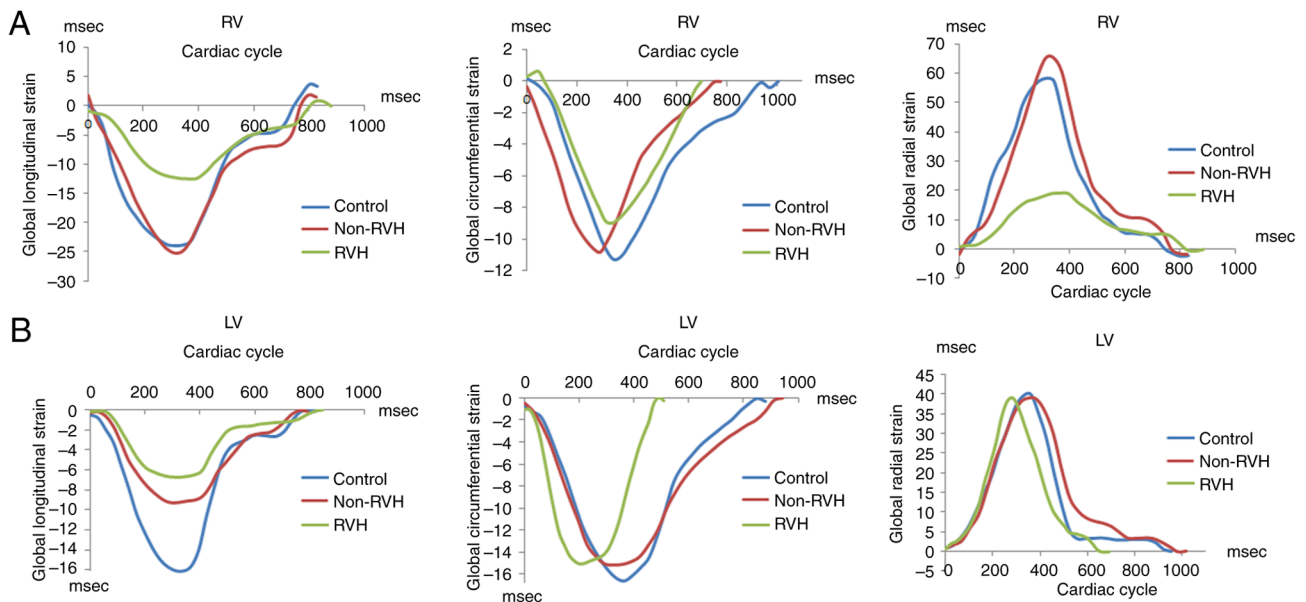 A
msec
RV
Cardiac cycle
Global longitudinal strain
10
5
0
–5
–10
–15
–20
–25
–30
0 200 400 600 800 1000
msec
Control
Non-RVH
RVH
RV
Cardiac cycle
Global circumferential strain
2
0
–2
–4
–6
–8
–10
–12
0 200 400 600 800 1000
msec
Control
Non-RVH
RVH
msec
RV
Global radial strain
70
60
50
40
30
20
10
0
–10
0 200 400 600 800 1000
msec
Cardiac cycle
Control
Non-RVH
RVH
B
LV
Cardiac cycle
0 200 400 600 800 1000
msec
Global longitudinal strain
0
–2
–4
–6
–8
–10
–12
–14
–16
msec
Control
Non-RVH
RVH
LV
Cardiac cycle
0 200 400 600 800 1000
msec
Global circumferential strain
0
–2
–4
–6
–8
–10
–12
–14
–16
msec
Control
Non-RVH
RVH
msec
LV
Global radial strain
45
40
35
30
25
20
15
10
5
0
–5
0 200 400 600 800 1000
msec
Cardiac cycle
Control
Non-RVH
RVH